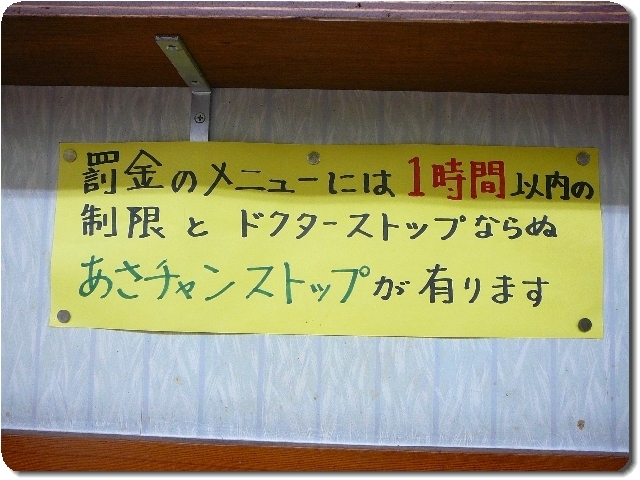 罰金のメニューには1時間以内の
制限と ドクターストップならぬ
あさチャンストップが有ります